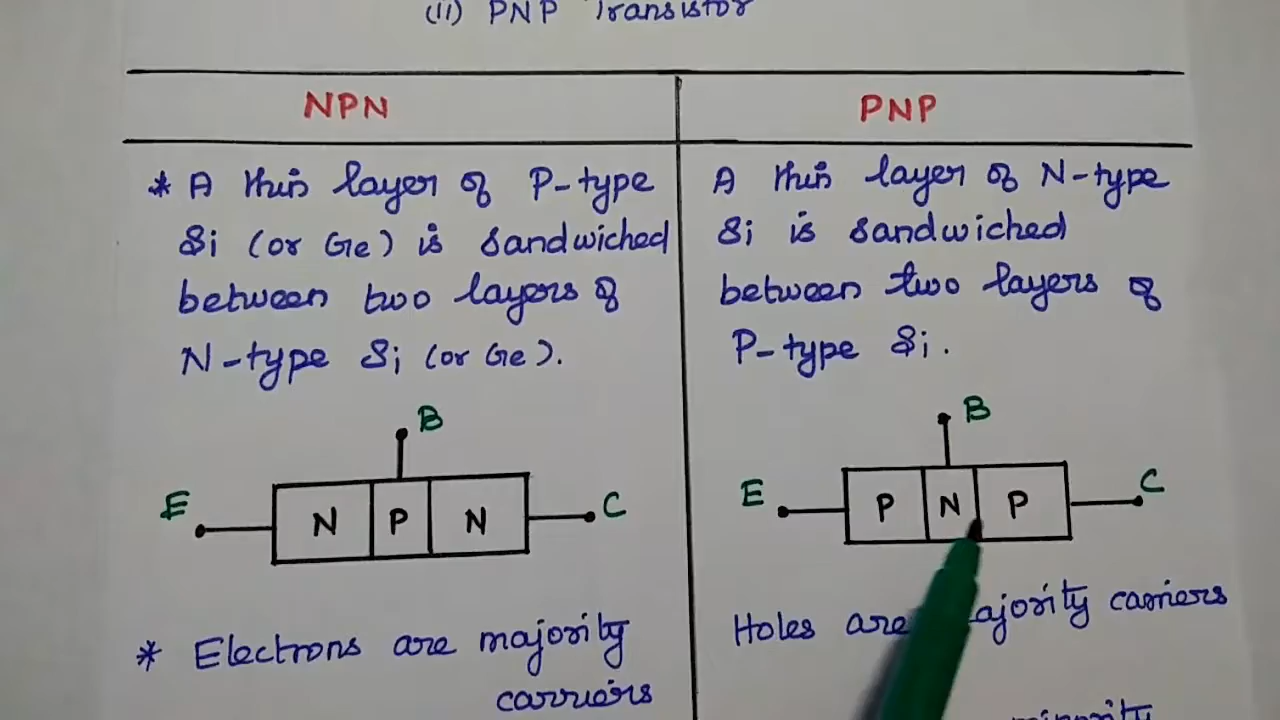 (ii) PNP Transistor
NPN
PNP
* A thin layer of P-type
Si (or Ge) is sandwiched
between two layers of
N-type Si (or Ge).
A thin layer of N-type
Si is sandwiched
between two layers of
P-type Si.
B
E
N P N
C
B
E
P N P
C
* Electrons are majority
carriers
Holes are majority carriers
minority